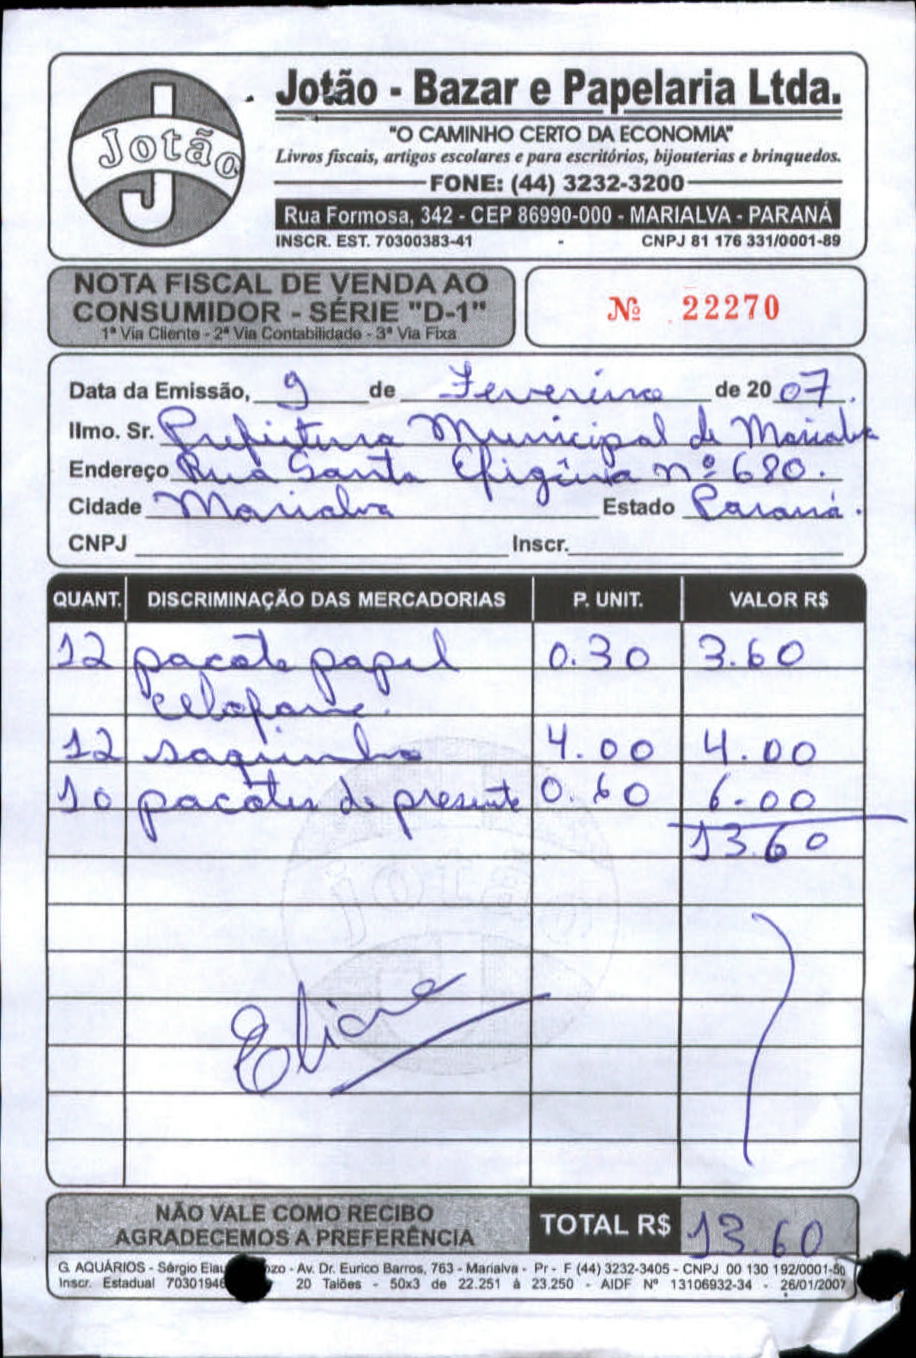 Jotão
Jotão - Bazar e Papelaria Ltda.
"O CAMINHO CERTO DA ECONOMIA"
Livros fiscais, artigos escolares e para escritórios, bijouterias e brinquedos.
FONE: (44) 3232-3200
Rua Formosa, 342 - CEP 86990-000 - MARIALVA - PARANÁ
INSCR. EST. 70300383-41 - CNPJ 81 176 331/0001-89
NOTA FISCAL DE VENDA AO
CONSUMIDOR - SÉRIE "D-1"
1ª Via Cliente - 2ª Via Contabilidade - 3ª Via Fixa
Nº 22270
Data da Emissão, 9 de Fevereiro de 2007.
Ilmo. Sr. Prefeitura Municipal de Marialva
Endereço Rua Santa Efigênia nº 680.
Cidade Marialva Estado Paraná.
CNPJ Inscr.
QUANT. DISCRIMINAÇÃO DAS MERCADORIAS P. UNIT. VALOR R$
12 pacote papel 0.30 3.60
celofane.
12 saquinho 4.00 4.00
10 pacotes de presente 0.60 6.00
13.60
Jotão
Eliane
NÃO VALE COMO RECIBO
AGRADECEMOS A PREFERÊNCIA
TOTAL R$ 13.60
G. AQUÁRIOS - Sérgio - Av. Dr. Eurico Barros, 763 - Marialva - Pr - F (44) 3232-3405 - CNPJ 00 130 192/0001-50
Inscr. Estadual 70301946 20 Talões - 50x3 de 22.251 à 23.250 - AIDF Nº 13106932-34 - 26/01/2007